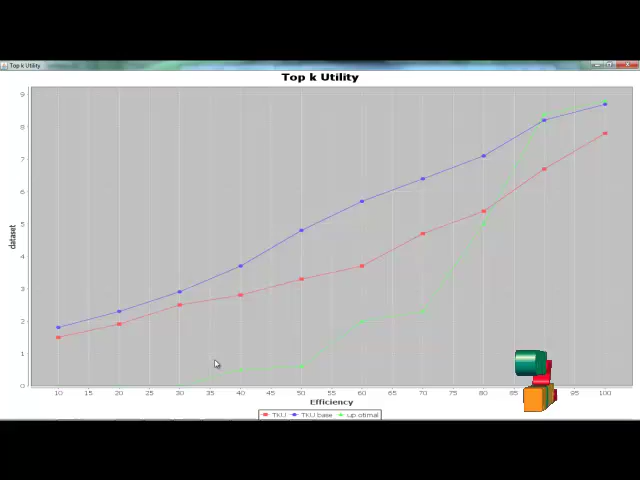 Top k Utility
Top k Utility
9
8
7
6
5
4
3
2
1
0
dataset
10 15 20 25 30 35 40 45 50 55 60 65 70 75 80 95 100
Efficiency
TKU TKU base up otimal